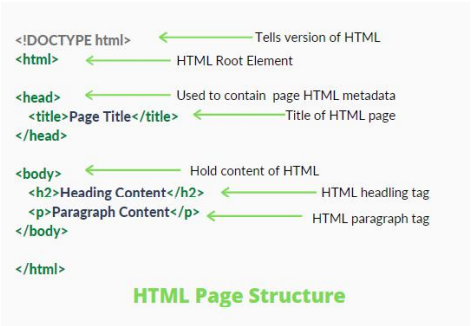 <!DOCTYPE html> Tells version of HTML
<html> HTML Root Element
<head> Used to contain page HTML metadata
<title>Page Title</title> Title of HTML page
</head>
<body> Hold content of HTML
<h2>Heading Content</h2> HTML headling tag
<p>Paragraph Content</p> HTML paragraph tag
</body>
</html>
HTML Page Structure